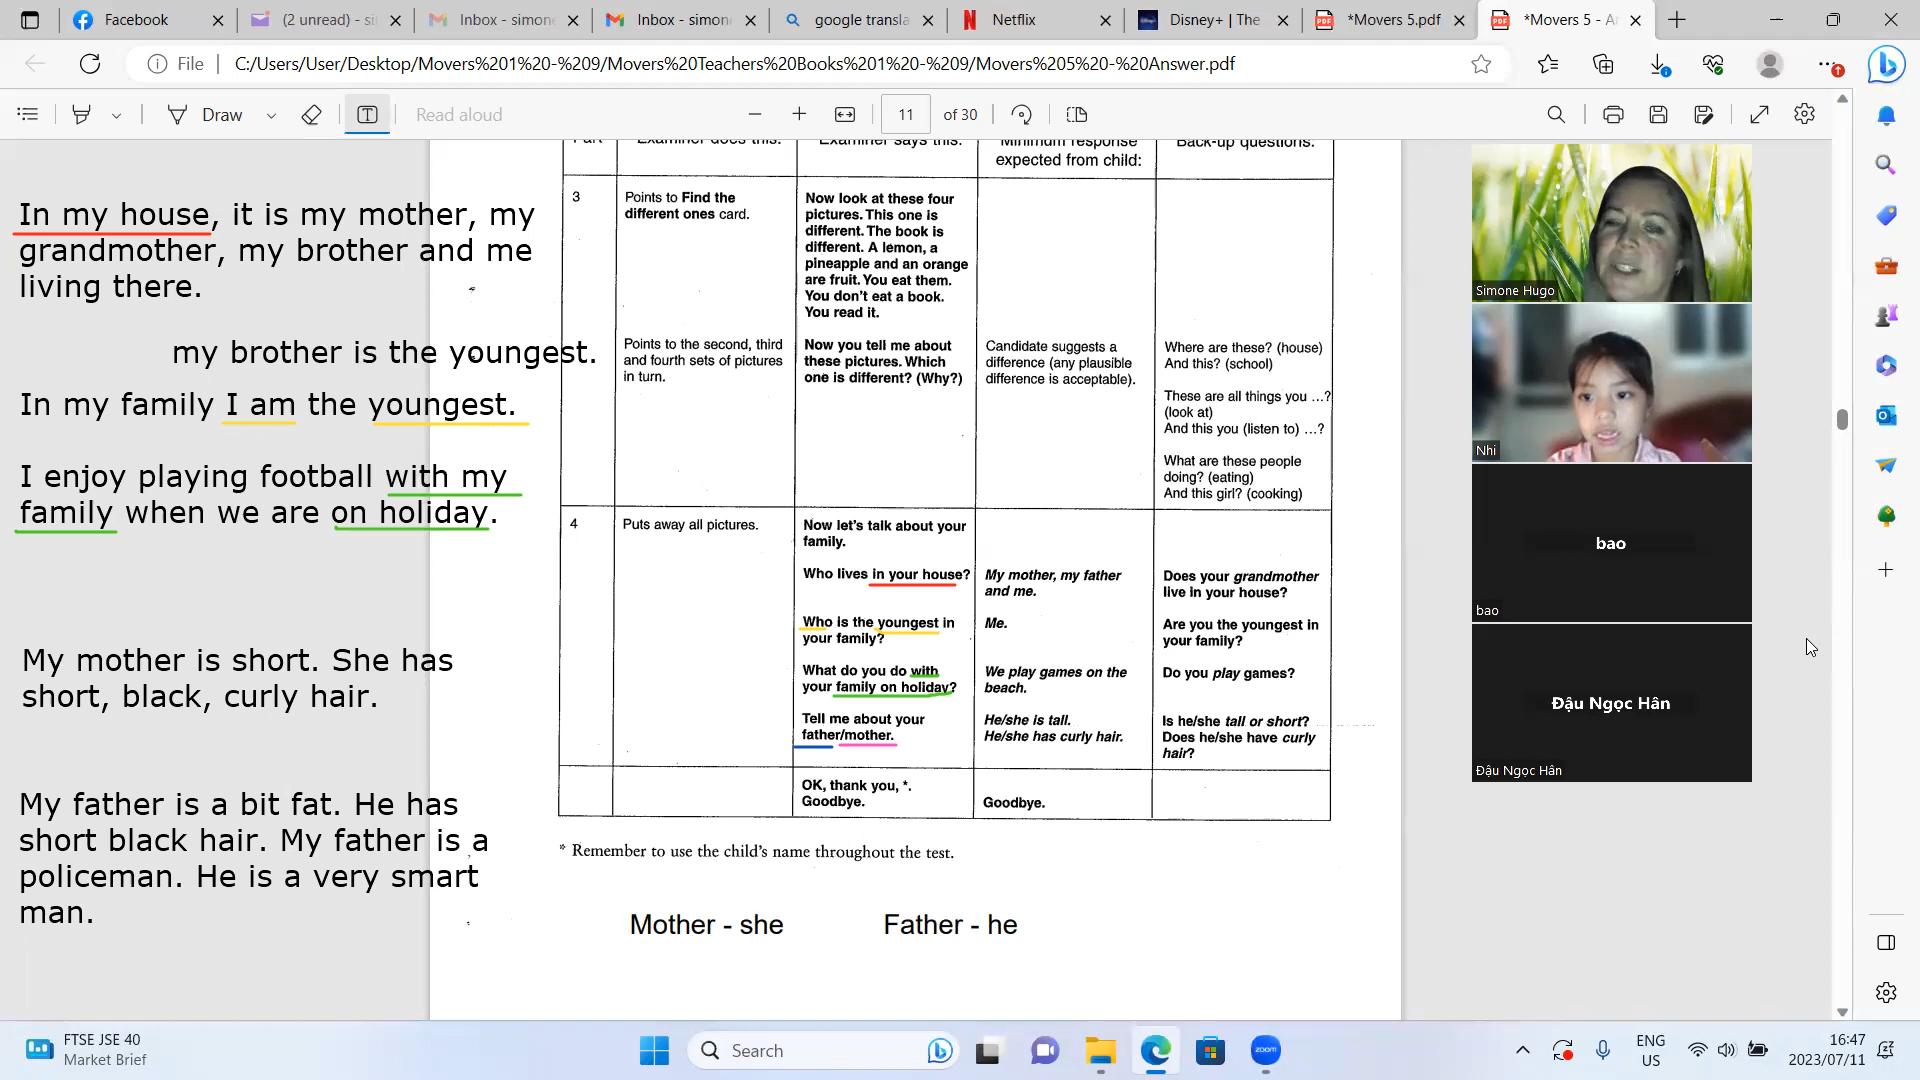 Facebook
(2 unread) - si
Inbox - simone
Inbox - simon
google transla
Netflix
Disney+ | The
*Movers 5.pdf
*Movers 5 - A
File
C:/Users/User/Desktop/Movers%201%20-%209/Movers%20Teachers%20Books%201%20-%209/Movers%205%20-%20Answer.pdf
Draw
Read aloud
11
of 30
Part
Examiner does this:
Examiner says this:
Minimum response
expected from child:
Back-up questions:
3
Points to Find the
different ones card.
Now look at these four
pictures. This one is
different. The book is
different. A lemon, a
pineapple and an orange
are fruit. You eat them.
You don't eat a book.
You read it.
Points to the second, third
and fourth sets of pictures
in turn.
Now you tell me about
these pictures. Which
one is different? (Why?)
Candidate suggests a
difference (any plausible
difference is acceptable).
Where are these? (house)
And this? (school)
These are all things you ...?
(look at)
And this you (listen to) ...?
What are these people
doing? (eating)
And this girl? (cooking)
4
Puts away all pictures.
Now let's talk about your
family.
Who lives in your house?
My mother, my father
and me.
Does your grandmother
live in your house?
Who is the youngest in
your family?
Me.
Are you the youngest in
your family?
What do you do with
your family on holiday?
We play games on the
beach.
Do you play games?
Tell me about your
father/mother.
He/she is tall.
He/she has curly hair.
Is he/she tall or short?
Does he/she have curly
hair?
OK, thank you, *.
Goodbye.
Goodbye.
* Remember to use the child's name throughout the test.
Mother - she
Father - he
In my house, it is my mother, my
grandmother, my brother and me
living there.
my brother is the youngest.
In my family I am the youngest.
I enjoy playing football with my
family when we are on holiday.
My mother is short. She has
short, black, curly hair.
My father is a bit fat. He has
short black hair. My father is a
policeman. He is a very smart
man.
Simone Hugo
Nhi
bao
bao
Đậu Ngọc Hân
Đậu Ngọc Hân
FTSE JSE 40
Market Brief
Search
zoom
ENG
US
16:47
2023/07/11